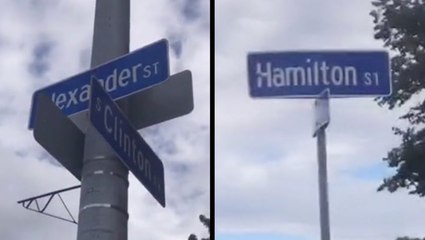 lexander ST
S Clinton
Hamilton ST